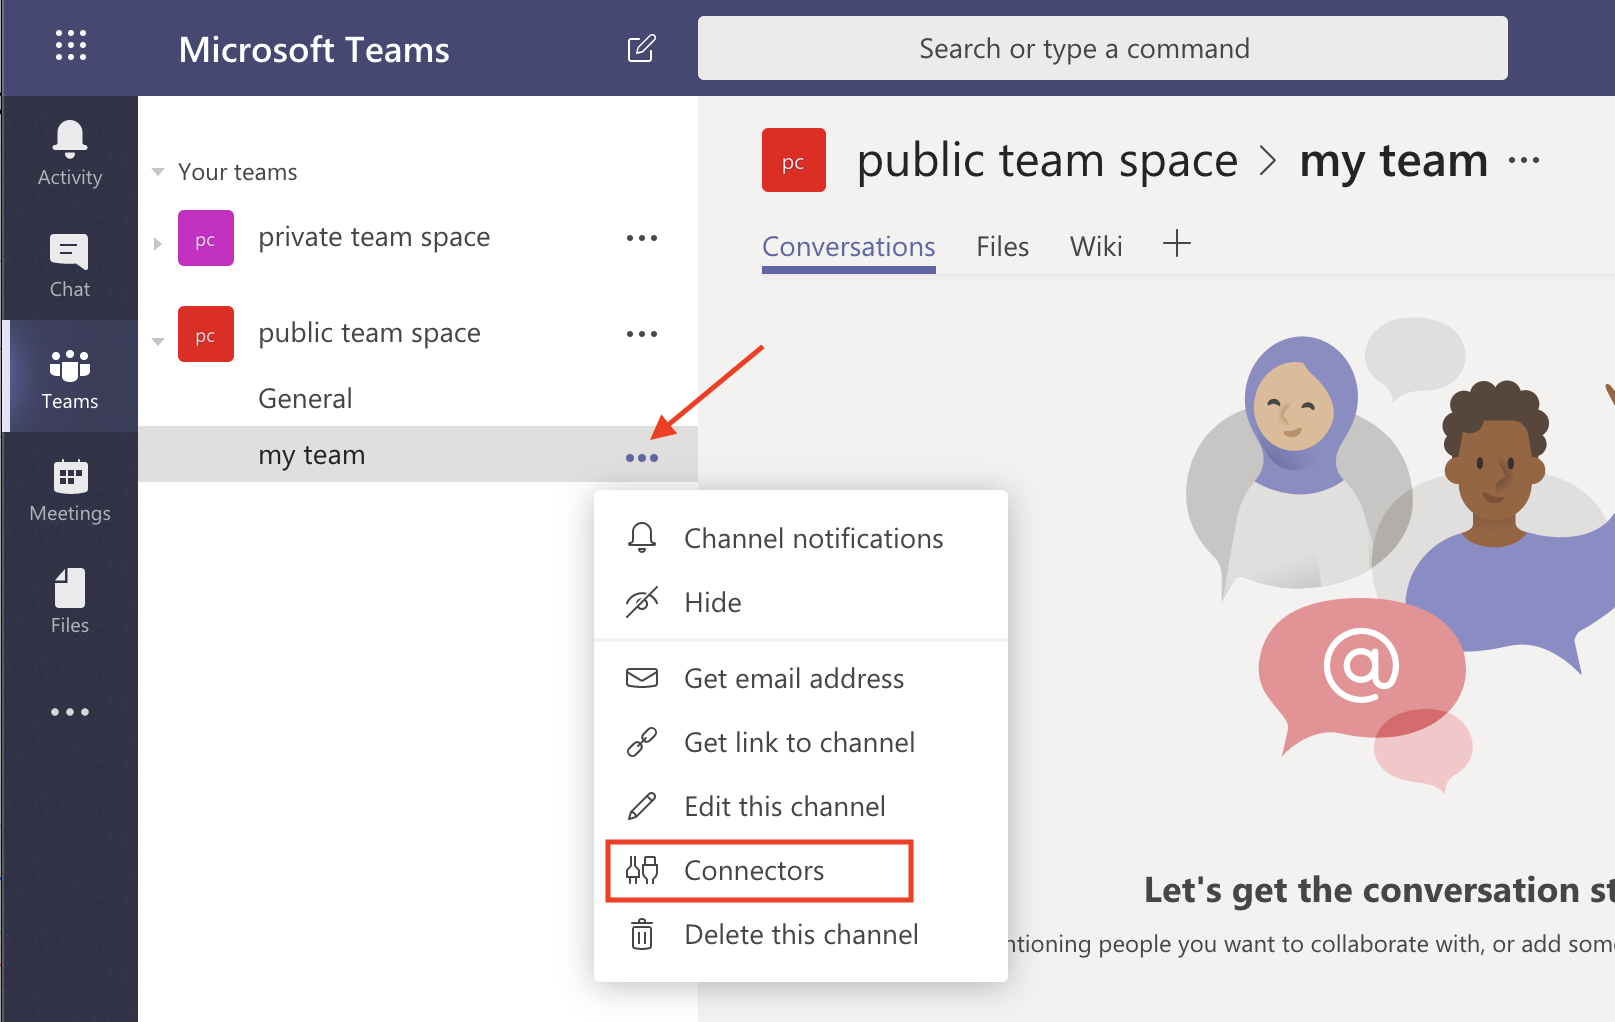 Microsoft Teams
Search or type a command
Activity
Chat
Teams
Meetings
Files
Your teams
pc
private team space
pc
public team space
General
my team
Channel notifications
Hide
Get email address
Get link to channel
Edit this channel
Connectors
Delete this channel
pc
public team space > my team
Conversations Files Wiki +
@
Let's get the conversation
people you want to collaborate with, or add